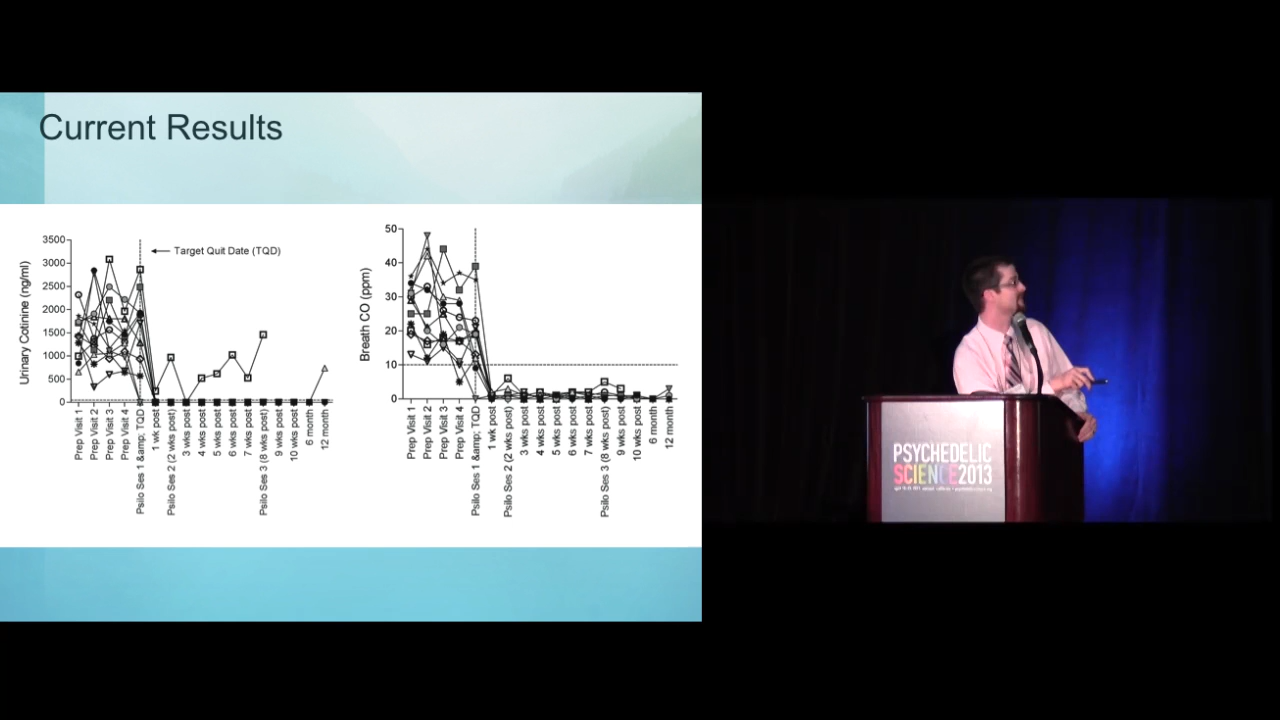 Current Results
3500
3000
2500
2000
1500
1000
500
0
Urinary Cotinine (ng/ml)
Target Quit Date (TQD)
Prep Visit 1
Prep Visit 2
Prep Visit 3
Prep Visit 4
Psilo Ses 1 &amp; TQD
1 wk post
Psilo Ses 2 (2 wks post)
3 wks post
4 wks post
5 wks post
6 wks post
7 wks post
Psilo Ses 3 (8 wks post)
9 wks post
10 wks post
6 month
12 month
50
40
30
20
10
0
Breath CO (ppm)
Prep Visit 1
Prep Visit 2
Prep Visit 3
Prep Visit 4
Psilo Ses 1 &amp; TQD
1 wk post
Psilo Ses 2 (2 wks post)
3 wks post
4 wks post
5 wks post
6 wks post
7 wks post
Psilo Ses 3 (8 wks post)
9 wks post
10 wks post
6 month
12 month
PSYCHEDELIC
SCIENCE2013